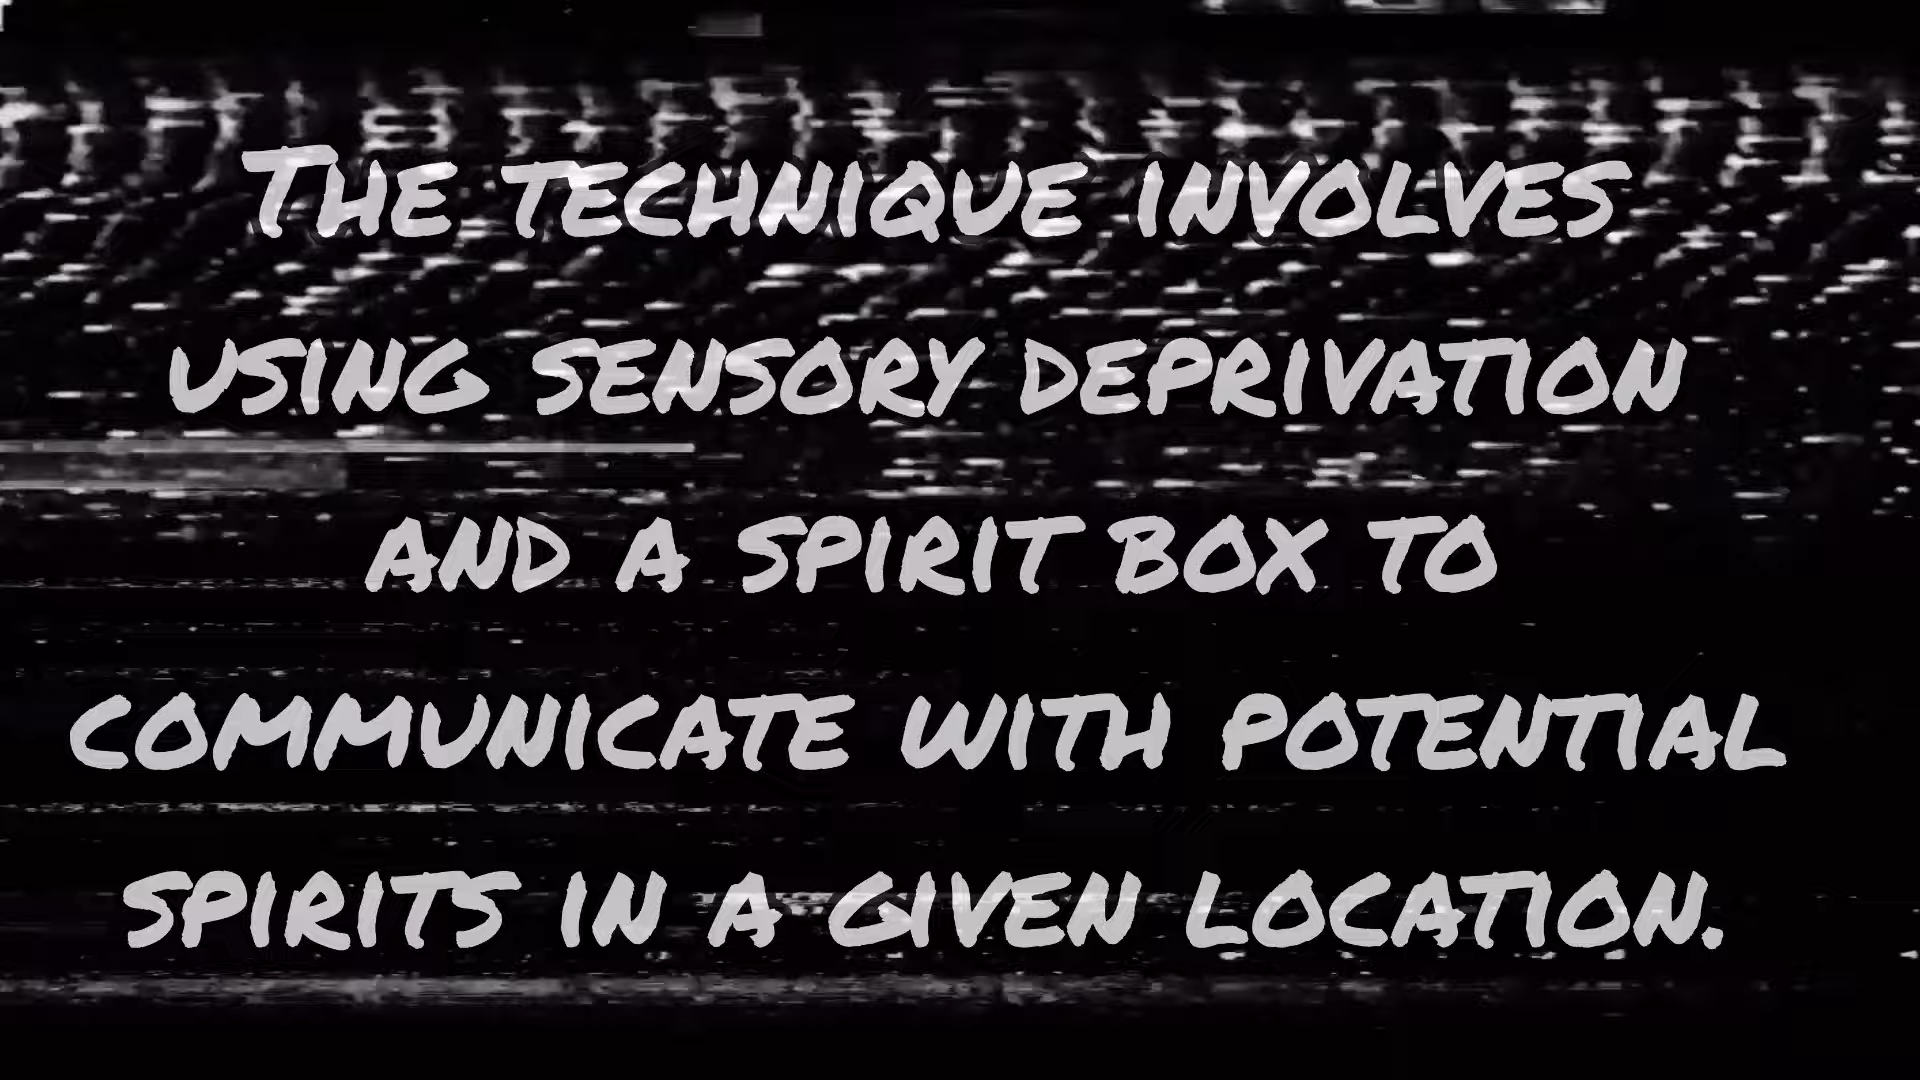 The technique involves
using sensory deprivation
and a spirit box to
communicate with potential
spirits in a given location.